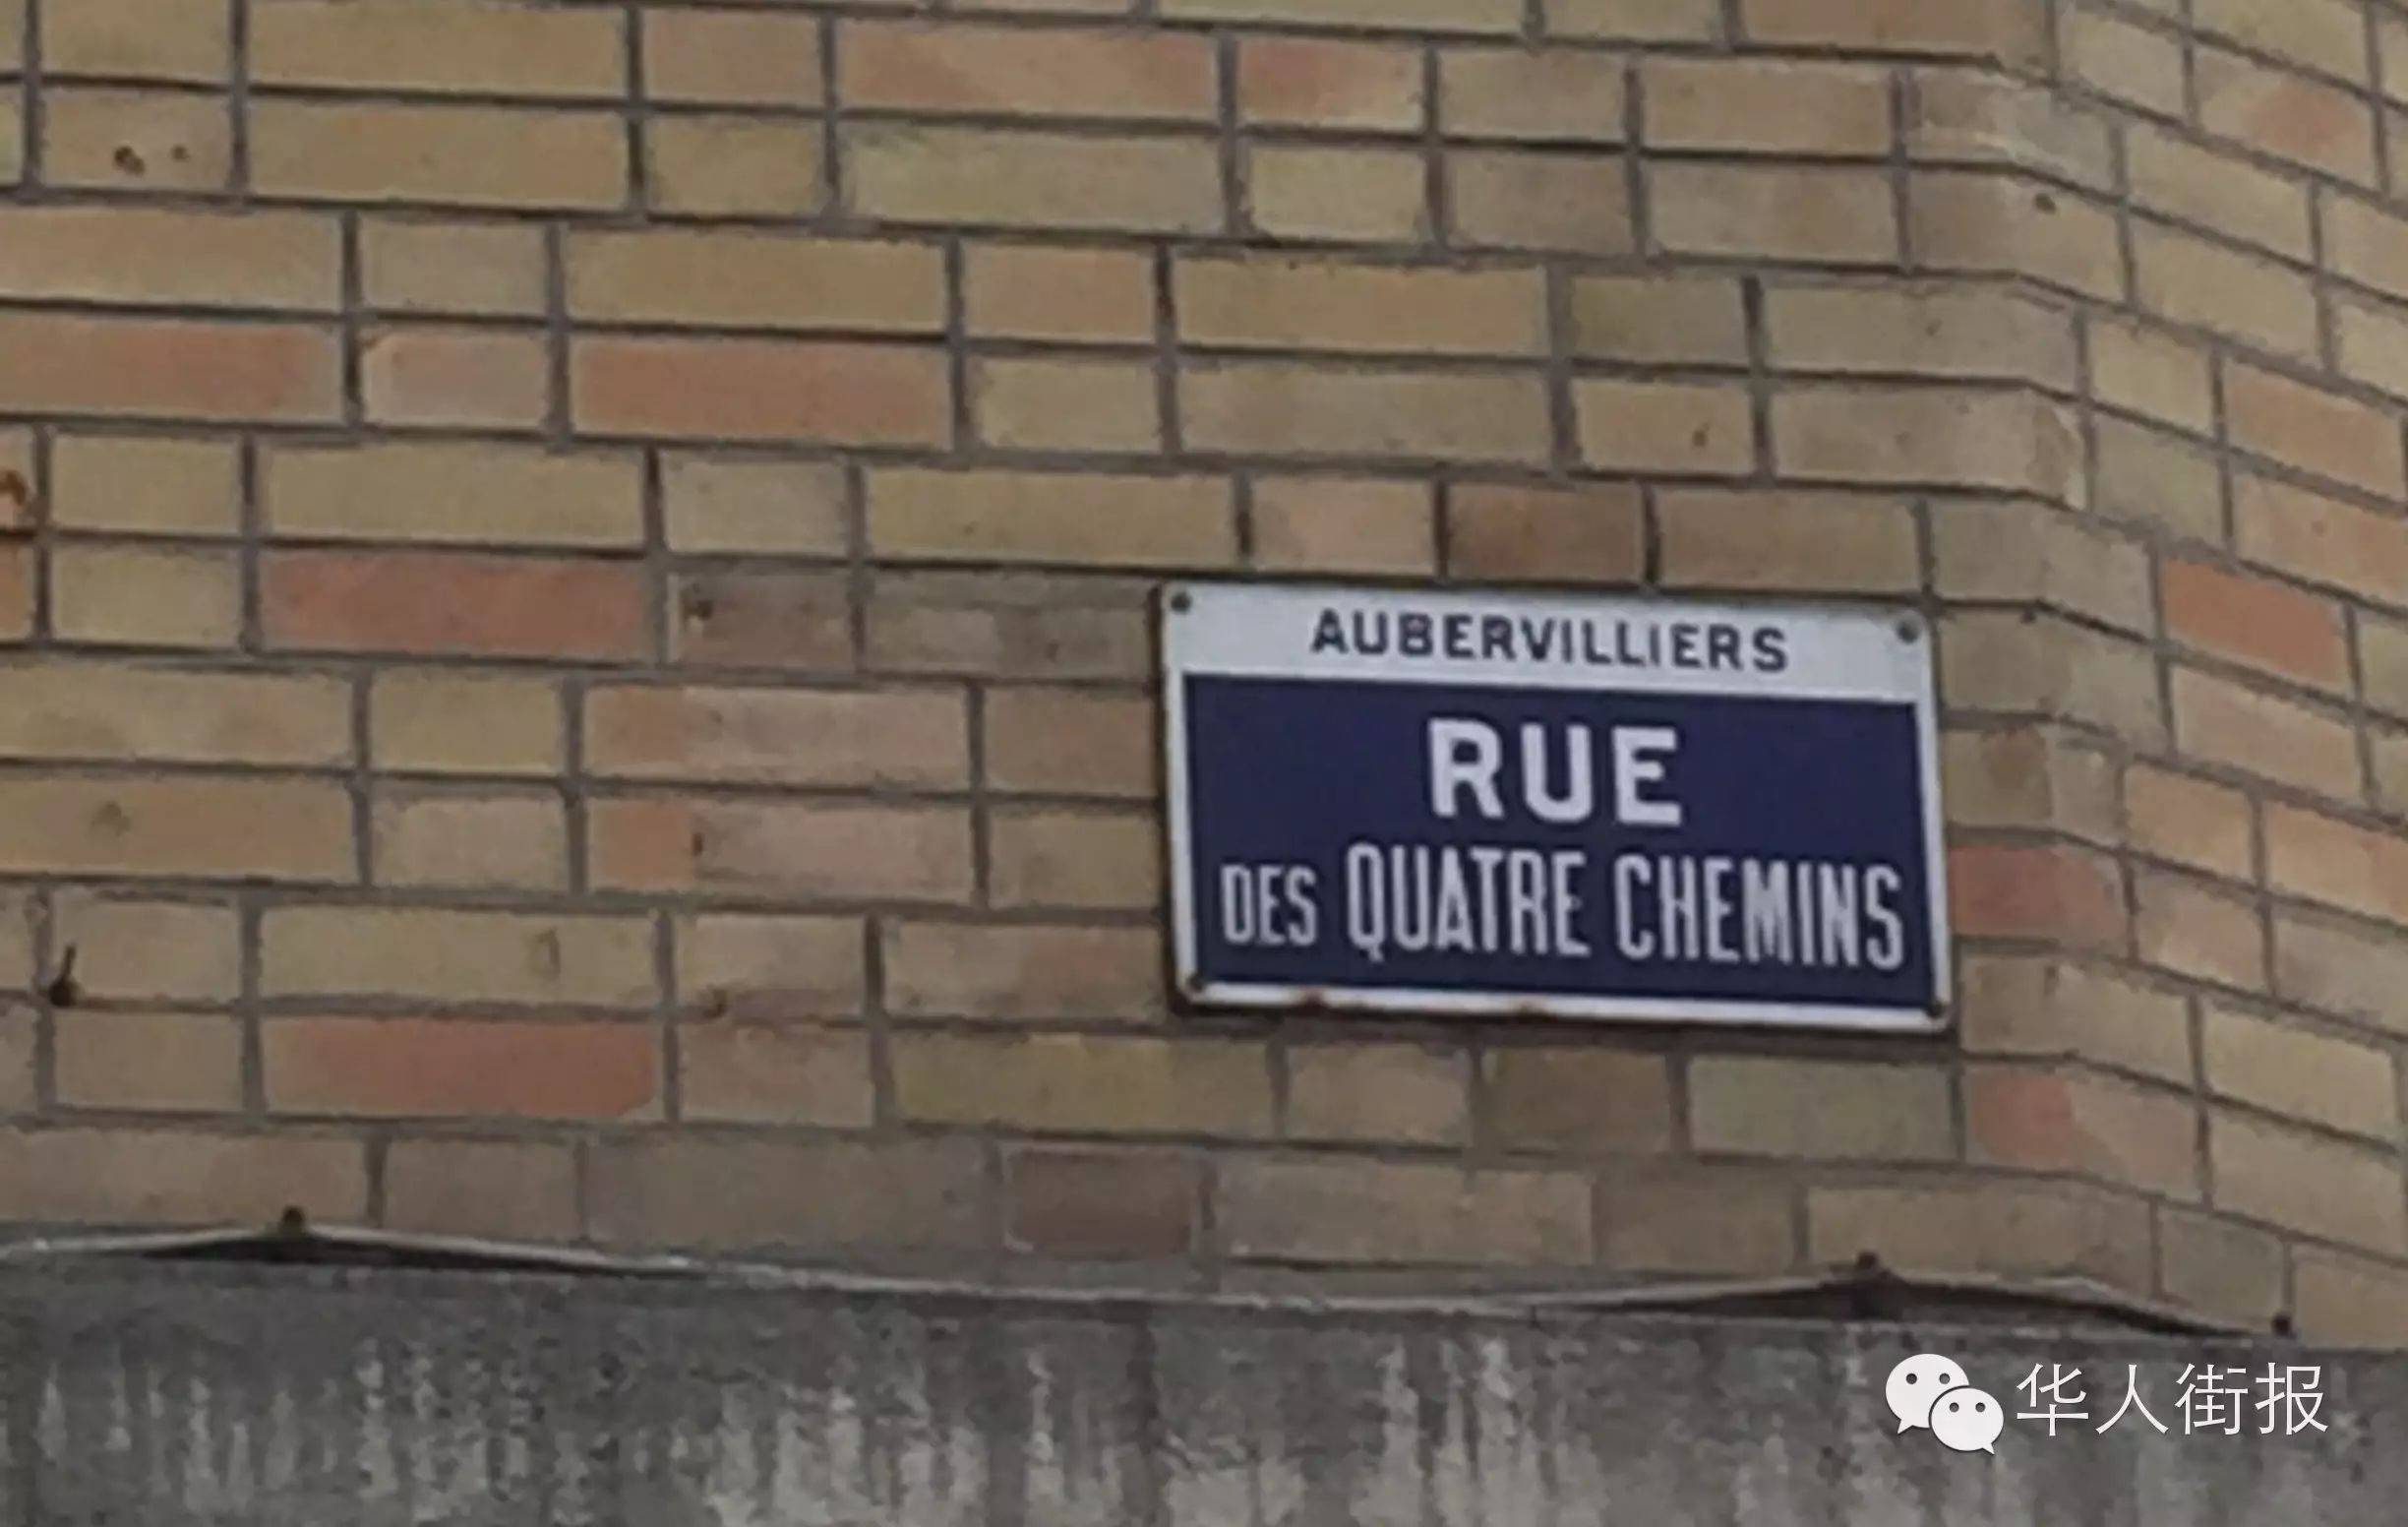 AUBERVILLIERS
RUE
DES QUATRE CHEMINS
华人街报